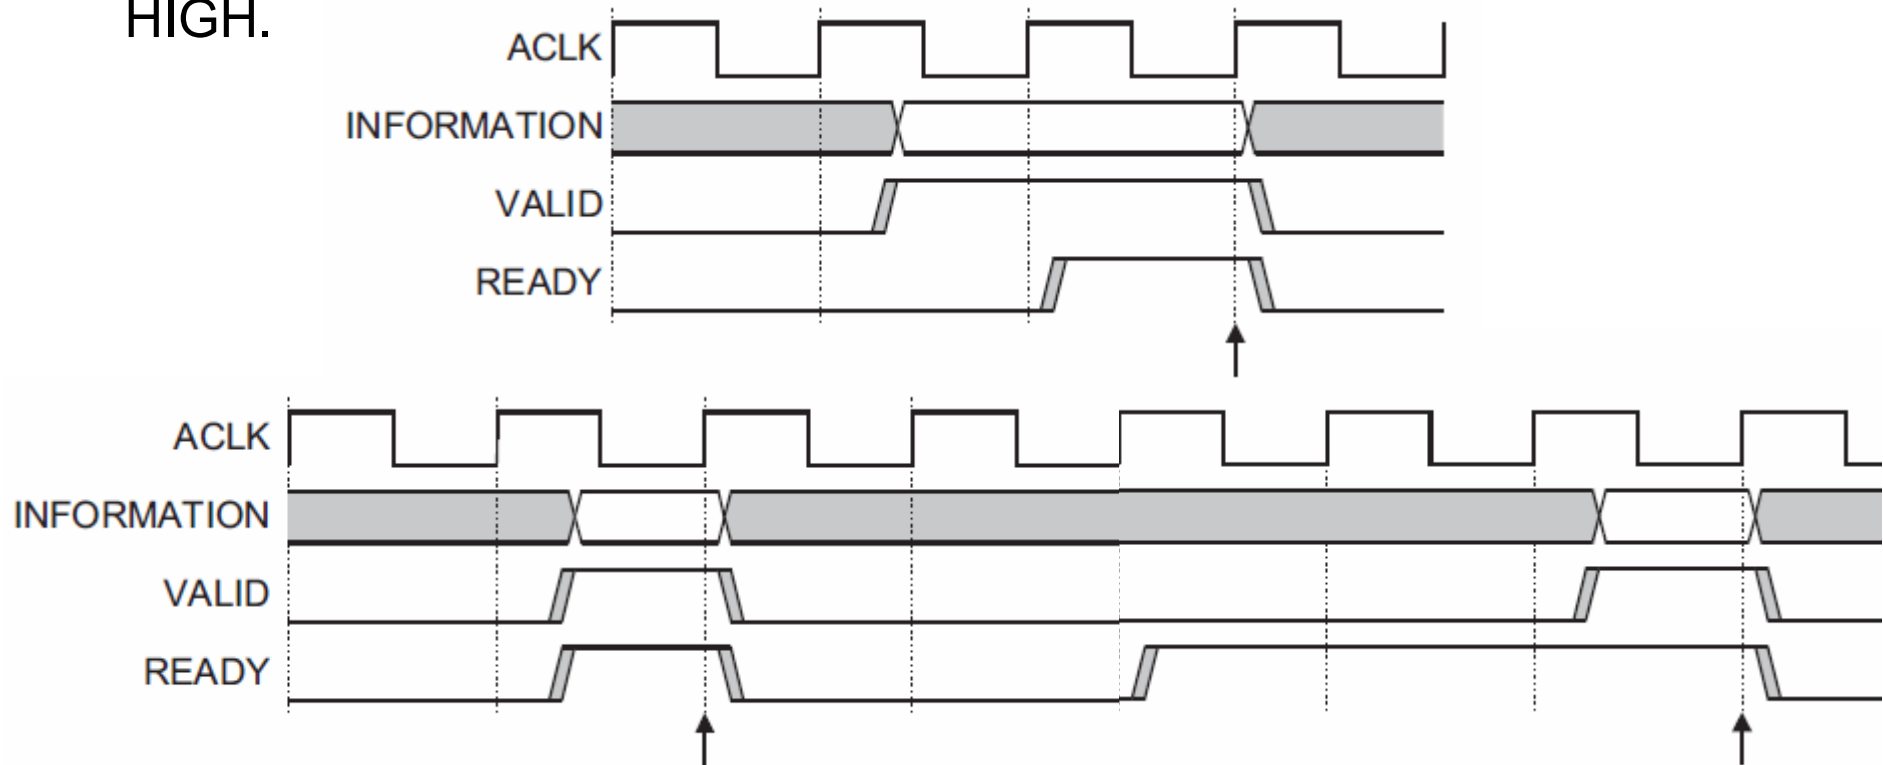 HIGH.
ACLK
INFORMATION
VALID
READY
ACLK
INFORMATION
VALID
READY